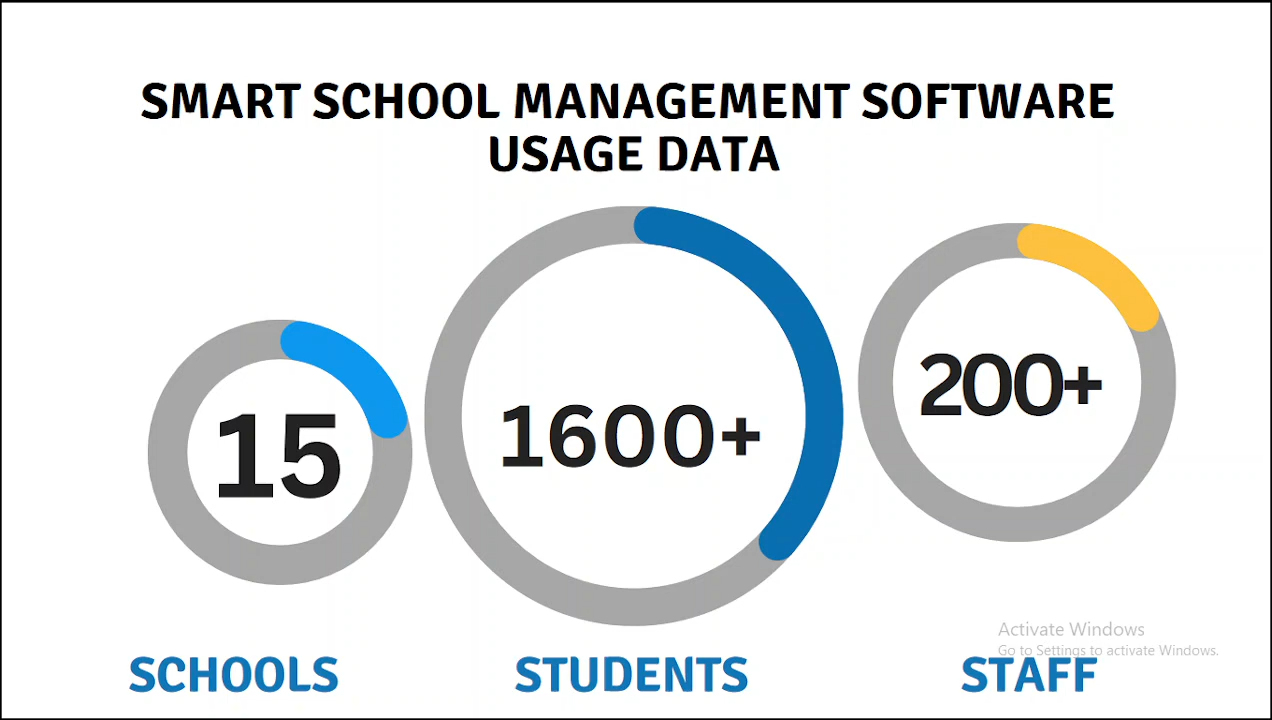 SMART SCHOOL MANAGEMENT SOFTWARE
USAGE DATA
15
1600+
200+
Activate Windows
Go to Settings to activate Windows.
SCHOOLS
STUDENTS
STAFF